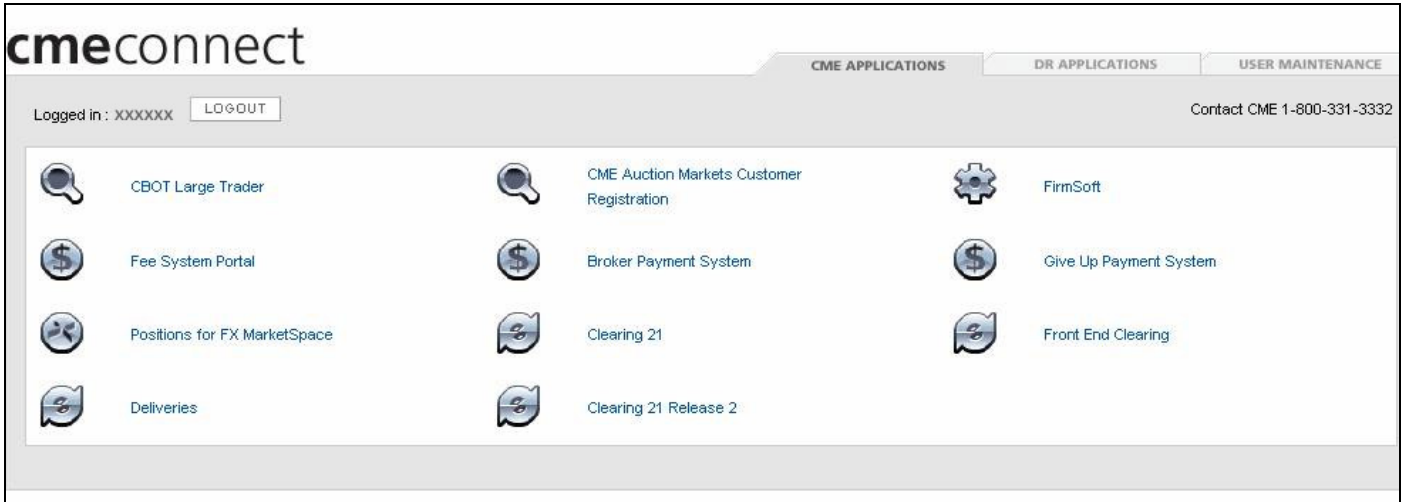 cmeconnect
CME APPLICATIONS
DR APPLICATIONS
USER MAINTENANCE
Logged in : XXXXXX
LOGOUT
Contact CME 1-800-331-3332
CBOT Large Trader
CME Auction Markets Customer
Registration
FirmSoft
Fee System Portal
Broker Payment System
Give Up Payment System
Positions for FX MarketSpace
Clearing 21
Front End Clearing
Deliveries
Clearing 21 Release 2